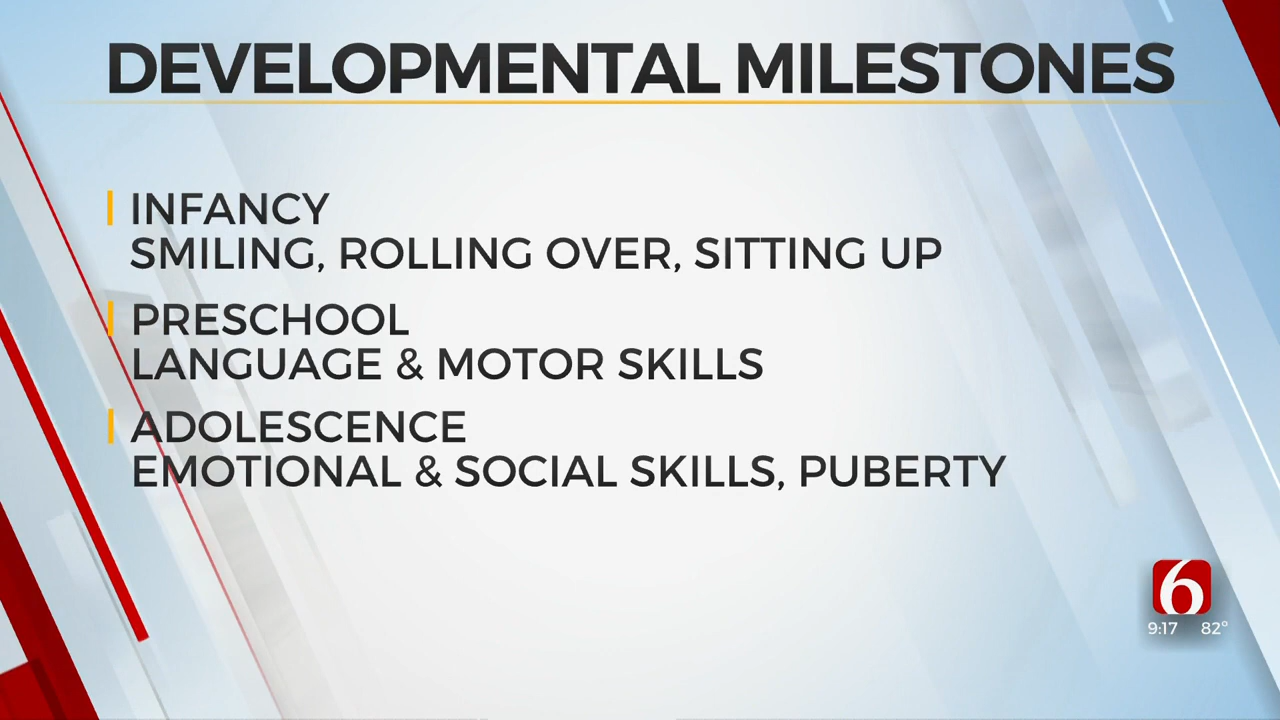 DEVELOPMENTAL MILESTONES
INFANCY
SMILING, ROLLING OVER, SITTING UP
PRESCHOOL
LANGUAGE & MOTOR SKILLS
ADOLESCENCE
EMOTIONAL & SOCIAL SKILLS, PUBERTY
6
9:17 82°